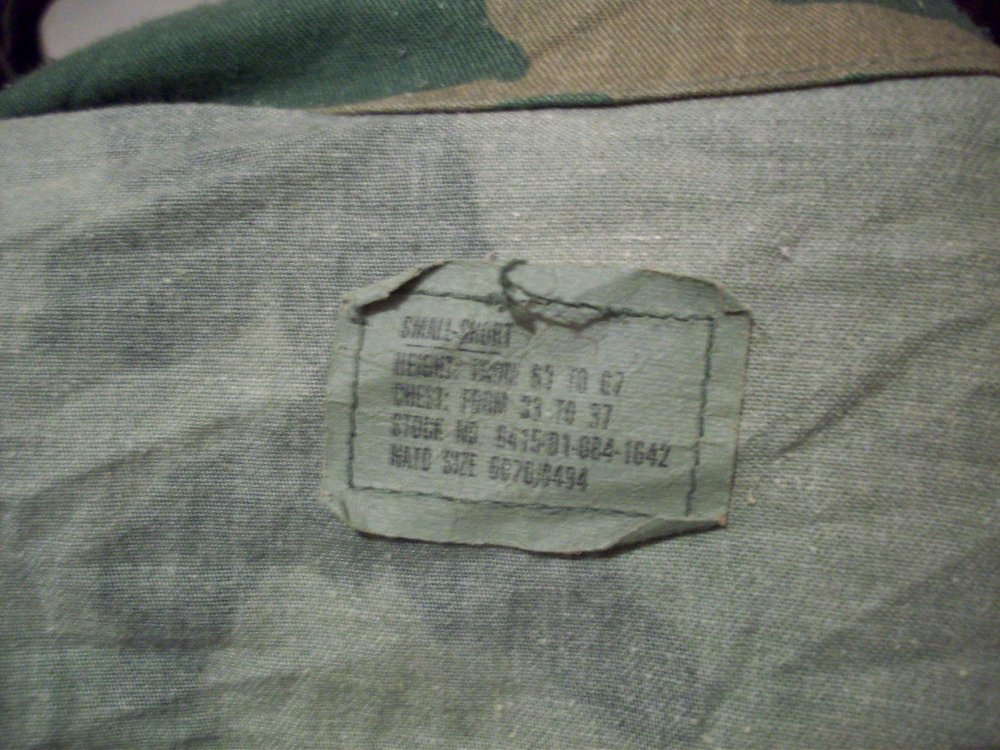 SMALL-SHORT
HEIGHT: FROM 63 TO 67
CHEST: FROM 33 TO 37
STOCK NO. 8415-01-084-1642
NATO SIZE 6070/8494